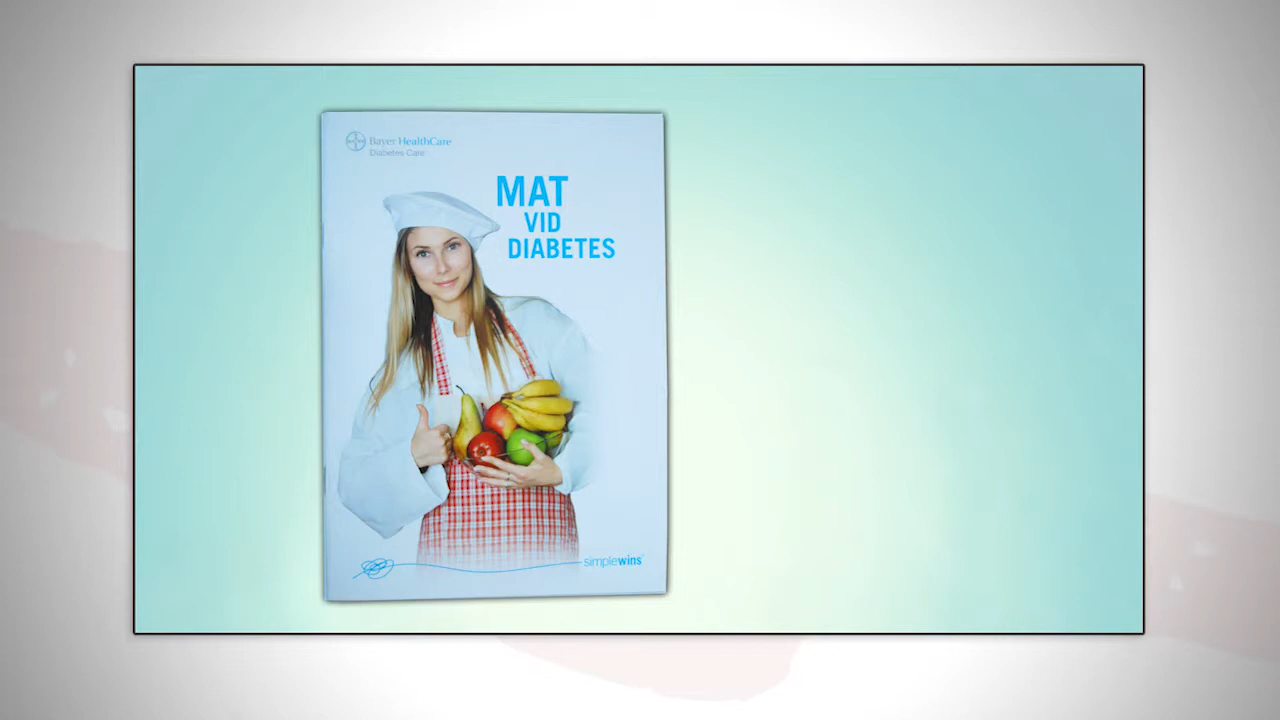 Bayer HealthCare
Diabetes Care
MAT
VID
DIABETES
simplewins